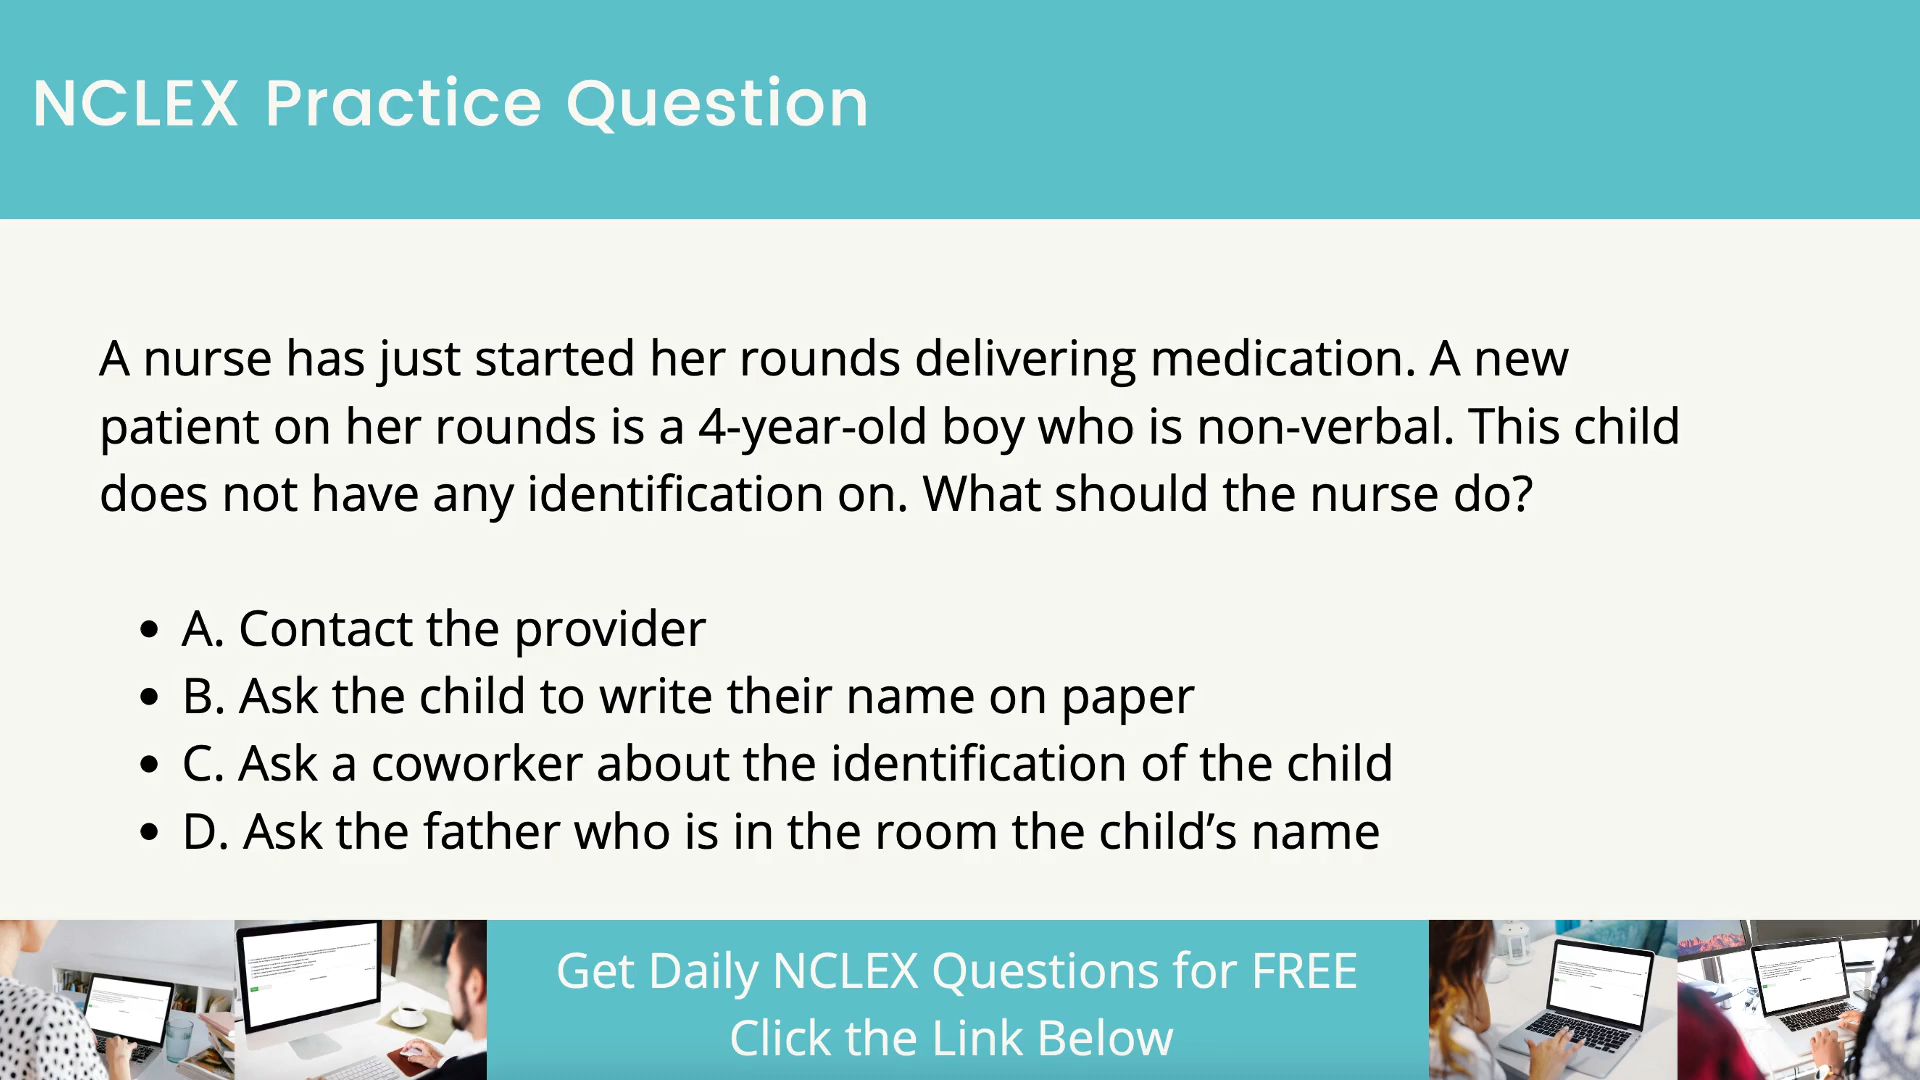 NCLEX Practice Question
A nurse has just started her rounds delivering medication. A new
patient on her rounds is a 4-year-old boy who is non-verbal. This child
does not have any identification on. What should the nurse do?
• A. Contact the provider
• B. Ask the child to write their name on paper
• C. Ask a coworker about the identification of the child
• D. Ask the father who is in the room the child’s name
Get Daily NCLEX Questions for FREE
Click the Link Below